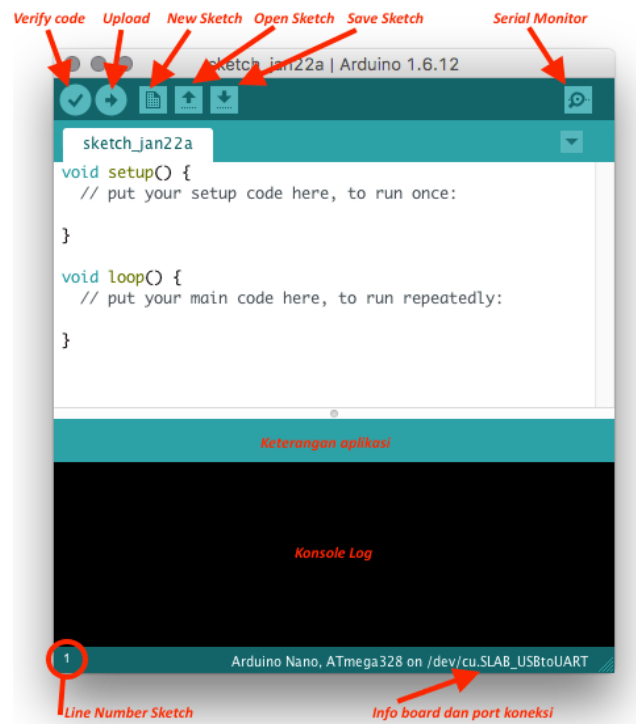 Verify code Upload New Sketch Open Sketch Save Sketch Serial Monitor
sketch_jan22a | Arduino 1.6.12
sketch_jan22a
void setup() {
// put your setup code here, to run once:
}
void loop() {
// put your main code here, to run repeatedly:
}
Keterangan aplikasi
Konsole Log
1
Arduino Nano, ATmega328 on /dev/cu.SLAB_USBtoUART
Line Number Sketch
Info board dan port koneksi